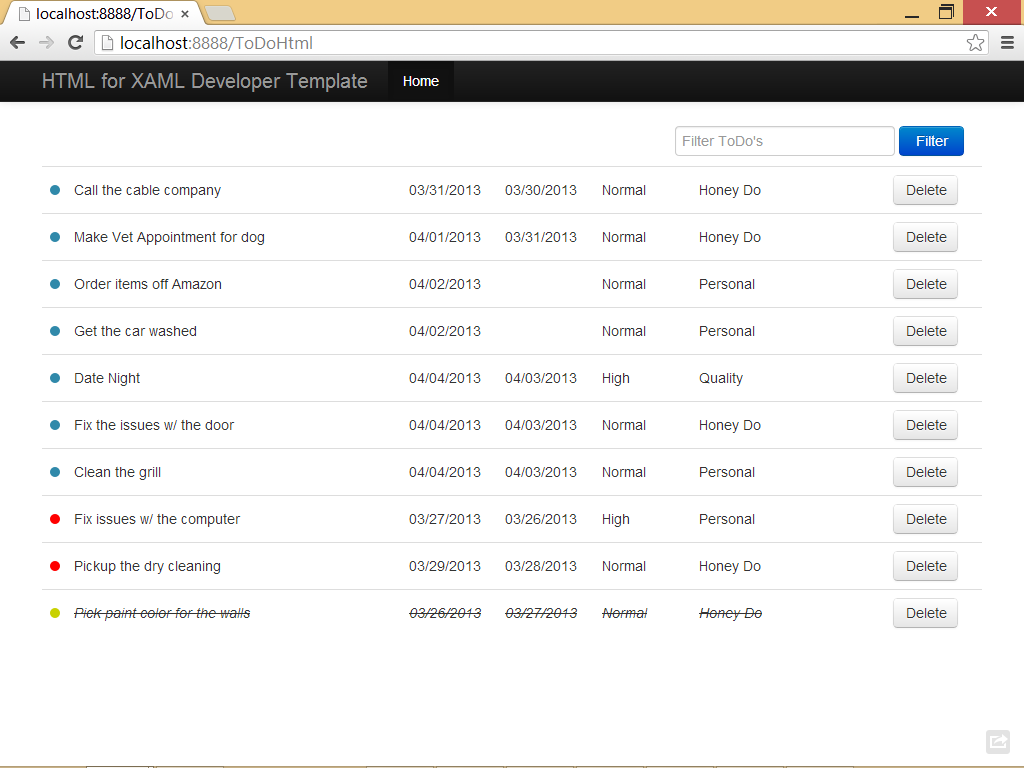 localhost:8888/ToDo
localhost:8888/ToDoHtml
HTML for XAML Developer Template Home
Filter ToDo's Filter
Call the cable company 03/31/2013 03/30/2013 Normal Honey Do Delete
Make Vet Appointment for dog 04/01/2013 03/31/2013 Normal Honey Do Delete
Order items off Amazon 04/02/2013 Normal Personal Delete
Get the car washed 04/02/2013 Normal Personal Delete
Date Night 04/04/2013 04/03/2013 High Quality Delete
Fix the issues w/ the door 04/04/2013 04/03/2013 Normal Honey Do Delete
Clean the grill 04/04/2013 04/03/2013 Normal Personal Delete
Fix issues w/ the computer 03/27/2013 03/26/2013 High Personal Delete
Pickup the dry cleaning 03/29/2013 03/28/2013 Normal Honey Do Delete
Pick paint color for the walls 03/26/2013 03/27/2013 Normal Honey Do Delete